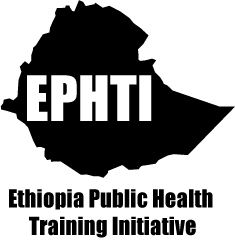 EPHTI
Ethiopia Public Health
Training Initiative